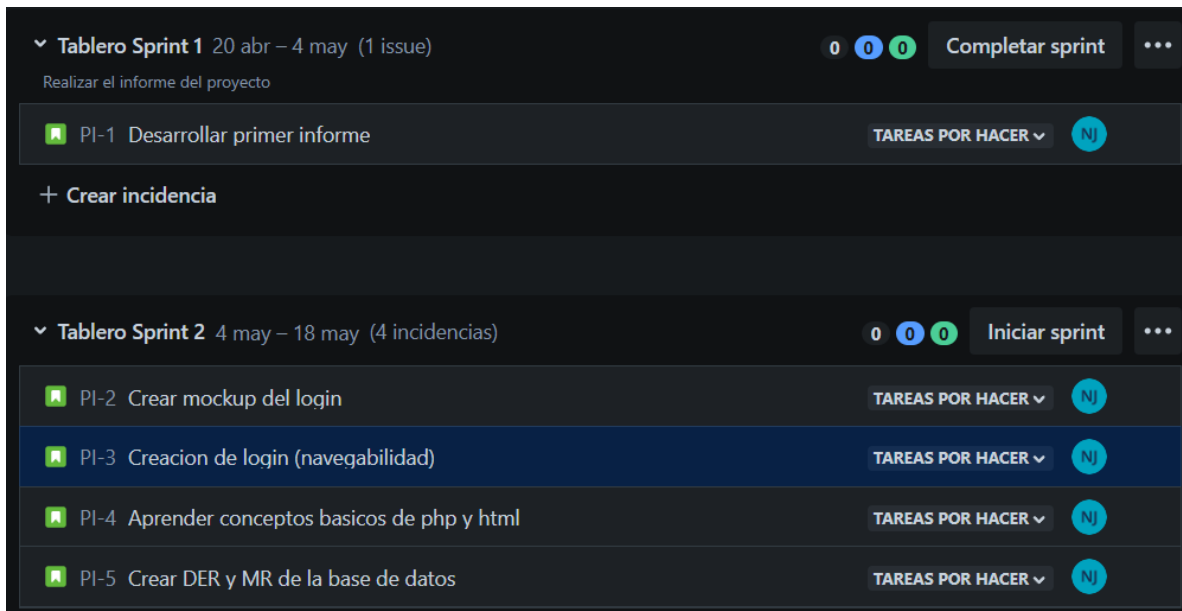 Tablero Sprint 1 20 abr – 4 may (1 issue) 0 0 0 Completar sprint •••
Realizar el informe del proyecto
PI-1 Desarrollar primer informe TAREAS POR HACER NJ
+ Crear incidencia
Tablero Sprint 2 4 may – 18 may (4 incidencias) 0 0 0 Iniciar sprint •••
PI-2 Crear mockup del login TAREAS POR HACER NJ
PI-3 Creacion de login (navegabilidad) TAREAS POR HACER NJ
PI-4 Aprender conceptos basicos de php y html TAREAS POR HACER NJ
PI-5 Crear DER y MR de la base de datos TAREAS POR HACER NJ